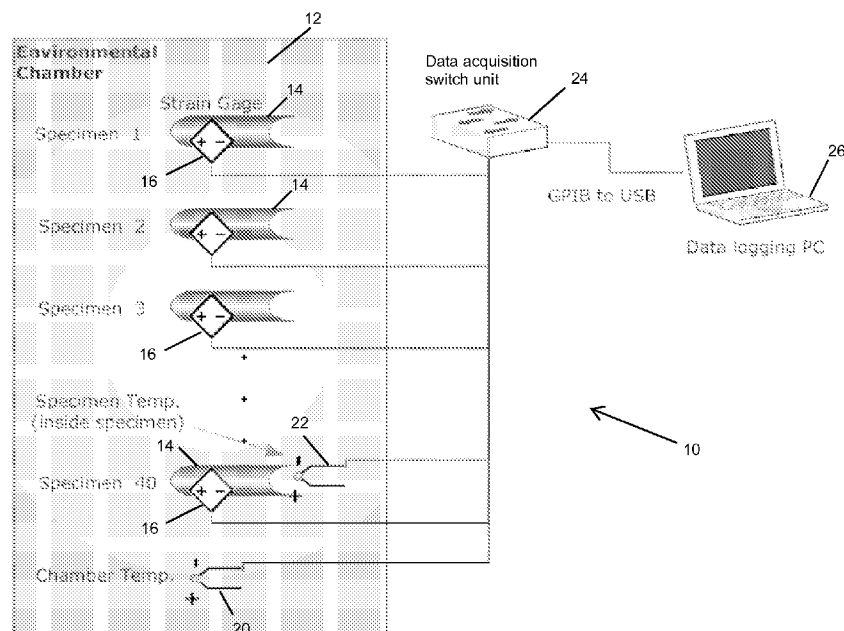 12
Environmental
Chamber
Data acquisition
switch unit
24
Strain Gage
14
Specimen 1
+ -
16
26
14
GPIB to USB
Specimen 2
+ -
Data logging PC
Specimen 3
+ -
16
+
+
+
Specimen Temp.
(inside specimen)
22
14
10
Specimen 40
+ -
+
16
Chamber Temp.
+
20